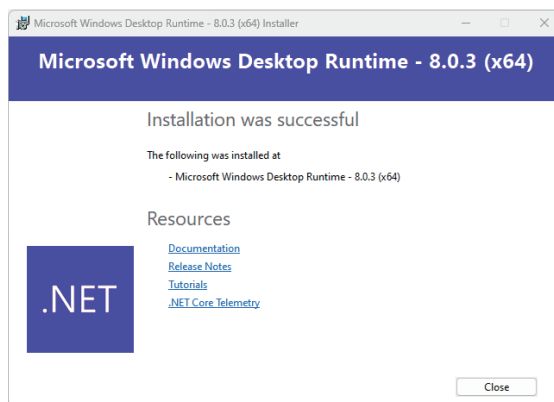 Microsoft Windows Desktop Runtime - 8.0.3 (x64) Installer
Microsoft Windows Desktop Runtime - 8.0.3 (x64)
Installation was successful
The following was installed at
- Microsoft Windows Desktop Runtime - 8.0.3 (x64)
Resources
Documentation
Release Notes
Tutorials
.NET Core Telemetry
.NET
Close